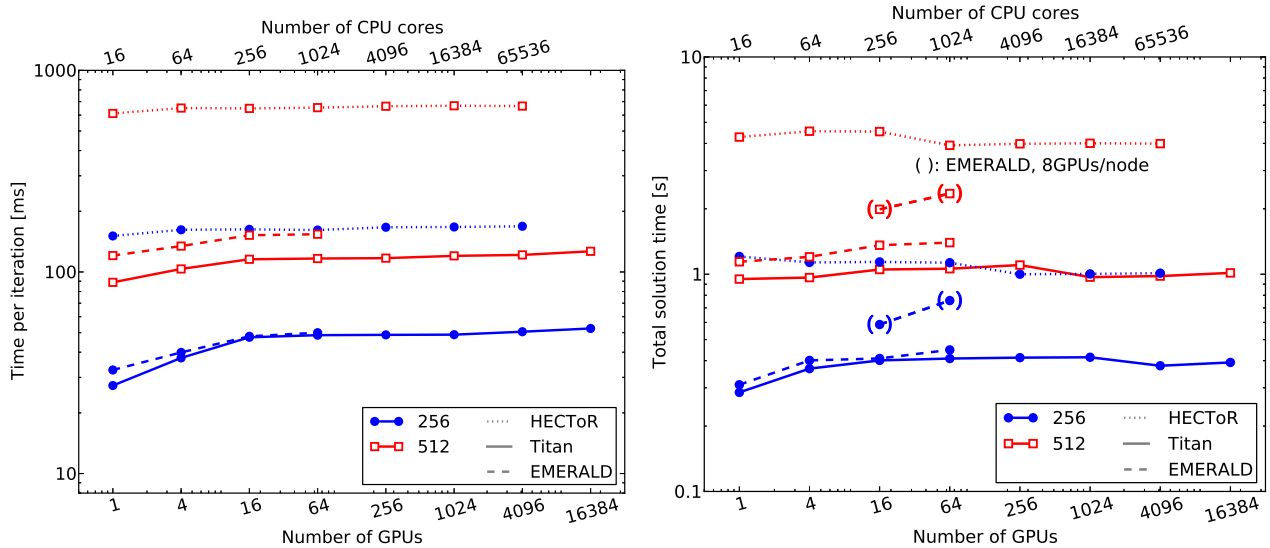 Number of CPU cores
16 64 256 1024 4096 16384 65536
1000
100
10
Time per iteration [ms]
256 HECToR
512 Titan
EMERALD
1 4 16 64 256 1024 4096 16384
Number of GPUs
Number of CPU cores
16 64 256 1024 4096 16384 65536
10
1
0.1
Total solution time [s]
( ): EMERALD, 8GPUs/node
( ) ( )
( ) ( )
256 HECToR
512 Titan
EMERALD
1 4 16 64 256 1024 4096 16384
Number of GPUs